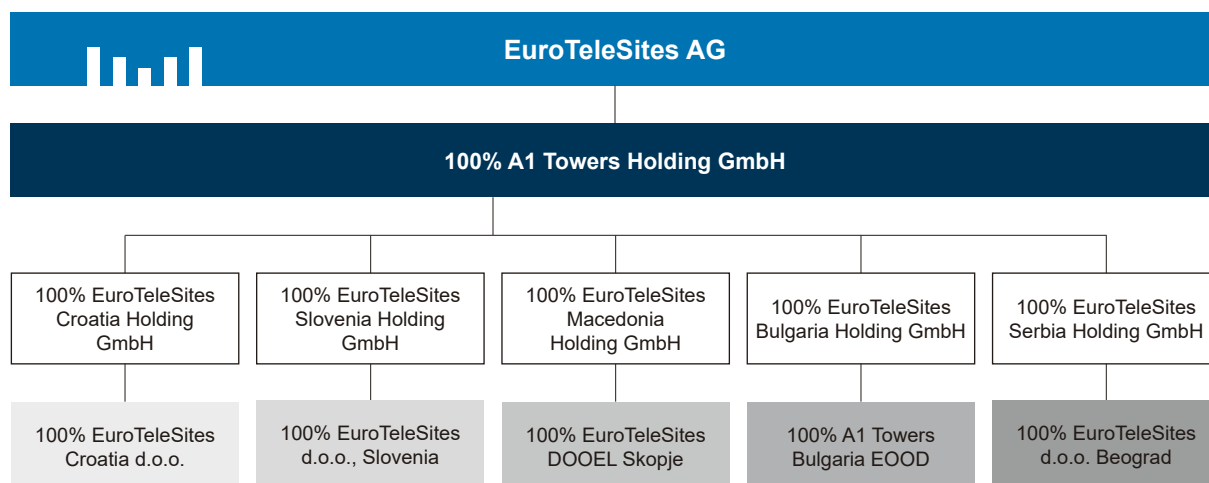 EuroTeleSites AG
100% A1 Towers Holding GmbH
100% EuroTeleSites
Croatia Holding
GmbH
100% EuroTeleSites
Slovenia Holding
GmbH
100% EuroTeleSites
Macedonia
Holding GmbH
100% EuroTeleSites
Bulgaria Holding GmbH
100% EuroTeleSites
Serbia Holding GmbH
100% EuroTeleSites
Croatia d.o.o.
100% EuroTeleSites
d.o.o., Slovenia
100% EuroTeleSites
DOOEL Skopje
100% A1 Towers
Bulgaria EOOD
100% EuroTeleSites
d.o.o. Beograd